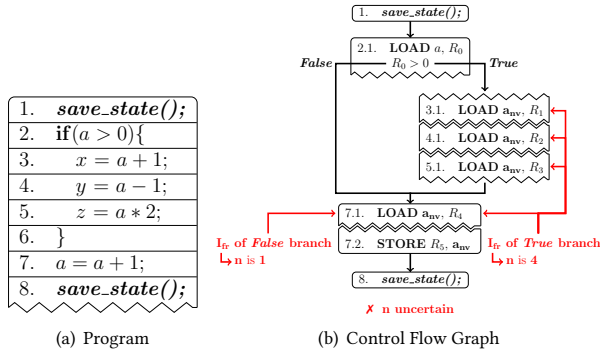 1. save_state();
2. if(a > 0){
3. x = a + 1;
4. y = a − 1;
5. z = a ∗ 2;
6. }
7. a = a + 1;
8. save_state();
(a) Program
1. save_state();
2.1. LOAD a, R0
False R0 > 0 True
3.1. LOAD anv, R1
4.1. LOAD anv, R2
5.1. LOAD anv, R3
7.1. LOAD anv, R4
7.2. STORE R5, anv
Ifr of False branch
n is 1
Ifr of True branch
n is 4
8. save_state();
✗ n uncertain
(b) Control Flow Graph